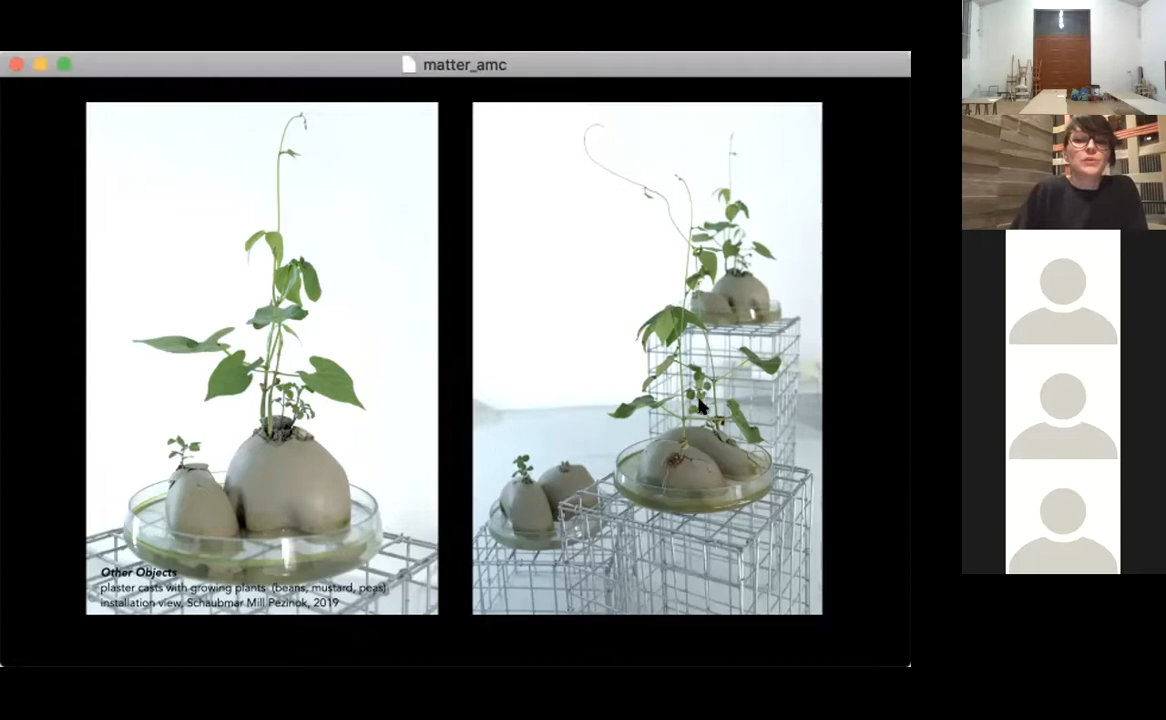 matter_amc
Other Objects
plaster casts with growing plants (beans, mustard, peas)
installation view, Schaubmar Mill Pezinok, 2019